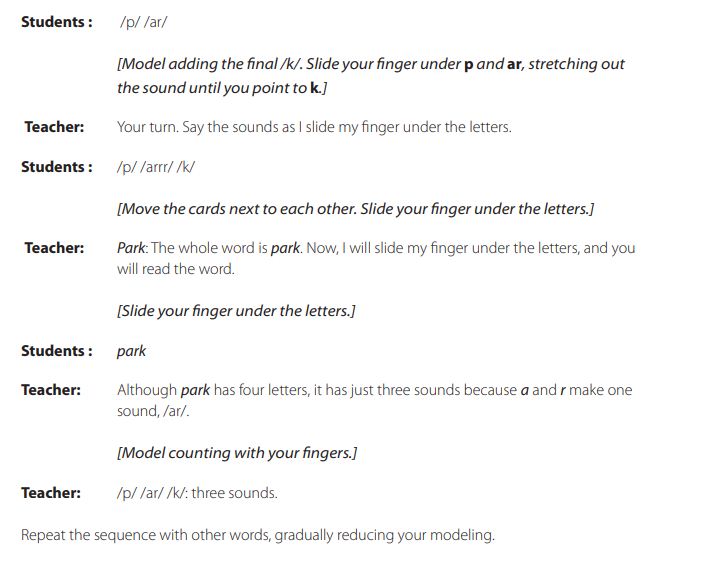 Students : /p/ /ar/
[Model adding the final /k/. Slide your finger under p and ar, stretching out
the sound until you point to k.]
Teacher: Your turn. Say the sounds as I slide my finger under the letters.
Students : /p/ /arrr/ /k/
[Move the cards next to each other. Slide your finger under the letters.]
Teacher: Park: The whole word is park. Now, I will slide my finger under the letters, and you
will read the word.
[Slide your finger under the letters.]
Students : park
Teacher: Although park has four letters, it has just three sounds because a and r make one
sound, /ar/.
[Model counting with your fingers.]
Teacher: /p/ /ar/ /k/: three sounds.
Repeat the sequence with other words, gradually reducing your modeling.